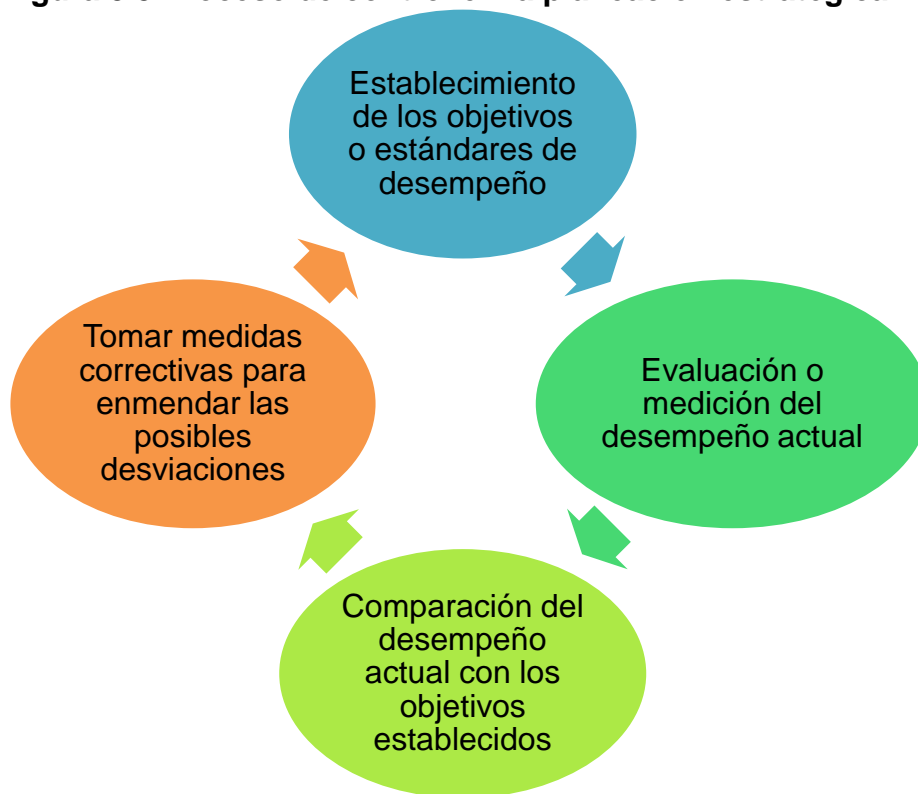 Establecimiento
de los objetivos
o estándares de
desempeño
Evaluación o
medición del
desempeño actual
Comparación del
desempeño
actual con los
objetivos
establecidos
Tomar medidas
correctivas para
enmendar las
posibles
desviaciones